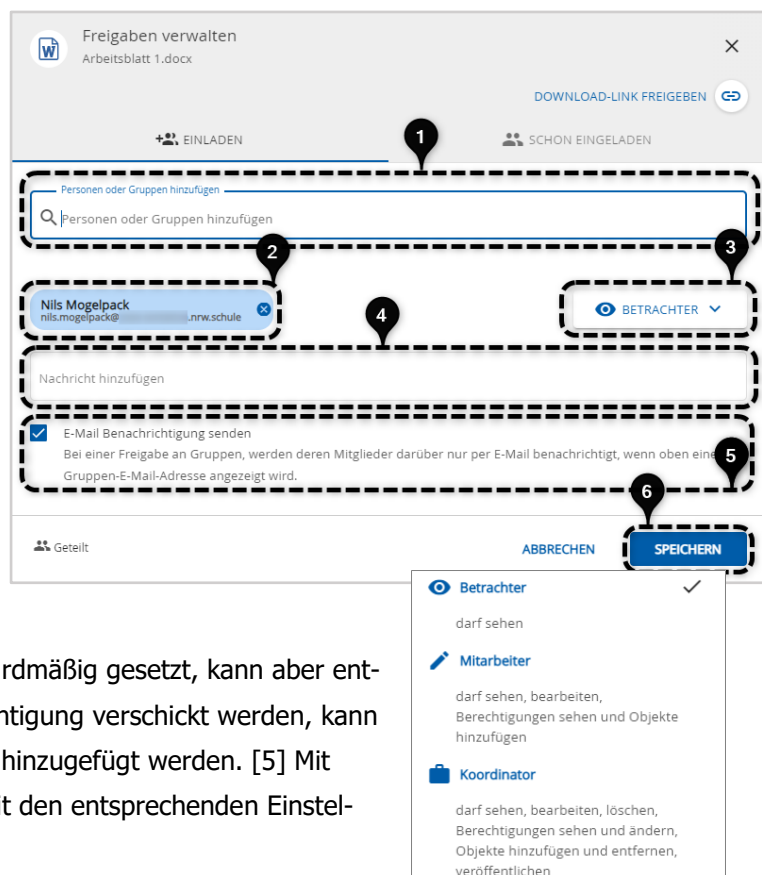 Freigaben verwalten
Arbeitsblatt 1.docx
DOWNLOAD-LINK FREIGEBEN
EINLADEN
1
SCHON EINGELADEN
Personen oder Gruppen hinzufügen
Personen oder Gruppen hinzufügen
2
3
Nils Mogelpack
nils.mogelpack@ .nrw.schule
4
BETRACHTER
Nachricht hinzufügen
E-Mail Benachrichtigung senden
Bei einer Freigabe an Gruppen, werden deren Mitglieder darüber nur per E-Mail benachrichtigt, wenn oben eine
5
Gruppen-E-Mail-Adresse angezeigt wird.
6
Geteilt
ABBRECHEN
SPEICHERN
Betrachter
darf sehen
Mitarbeiter
darf sehen, bearbeiten,
Berechtigungen sehen und Objekte
hinzufügen
Koordinator
darf sehen, bearbeiten, löschen,
Berechtigungen sehen und ändern,
Objekte hinzufügen und entfernen,
veröffentlichen
rdmäßig gesetzt, kann aber ent-
htigung verschickt werden, kann
hinzugefügt werden. [5] Mit
it den entsprechenden Einstel-